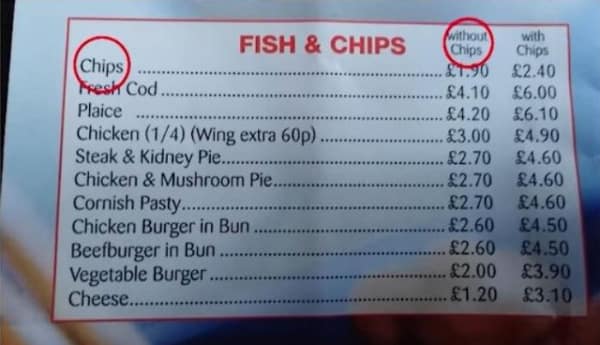 FISH & CHIPS without Chips with Chips
Chips .......... £1.90 £2.40
Fresh Cod .......... £4.10 £6.00
Plaice .......... £4.20 £6.10
Chicken (1/4) (Wing extra 60p) .......... £3.00 £4.90
Steak & Kidney Pie.......... £2.70 £4.60
Chicken & Mushroom Pie.......... £2.70 £4.60
Cornish Pasty.......... £2.70 £4.60
Chicken Burger in Bun .......... £2.60 £4.50
Beefburger in Bun .......... £2.60 £4.50
Vegetable Burger .......... £2.00 £3.90
Cheese.......... £1.20 £3.10